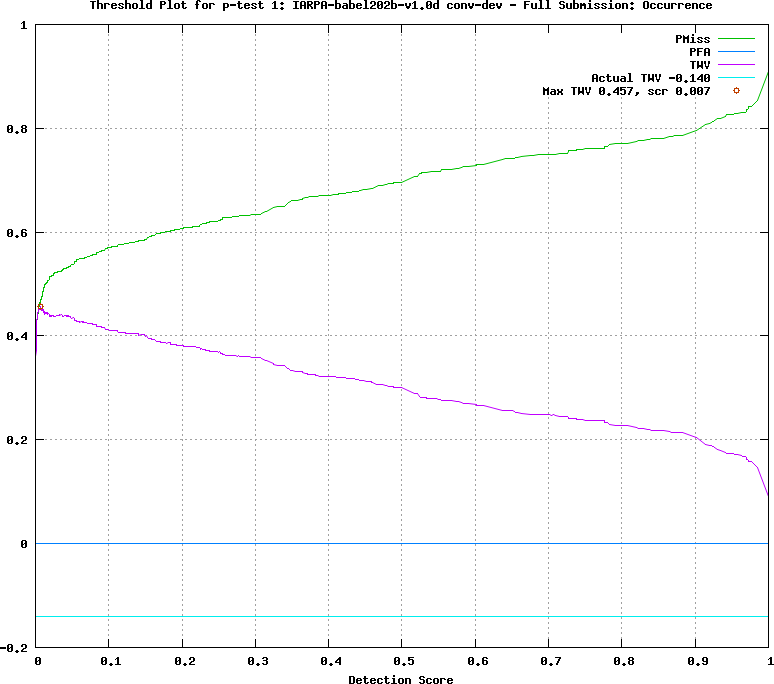 Threshold Plot for p-test 1: IARPA-babel202b-v1.0d conv-dev - Full Submission: Occurrence
PMiss
PFA
TWV
Actual TWV -0.140
Max TWV 0.457, scr 0.007
1
0.8
0.6
0.4
0.2
0
-0.2
0 0.1 0.2 0.3 0.4 0.5 0.6 0.7 0.8 0.9 1
Detection Score